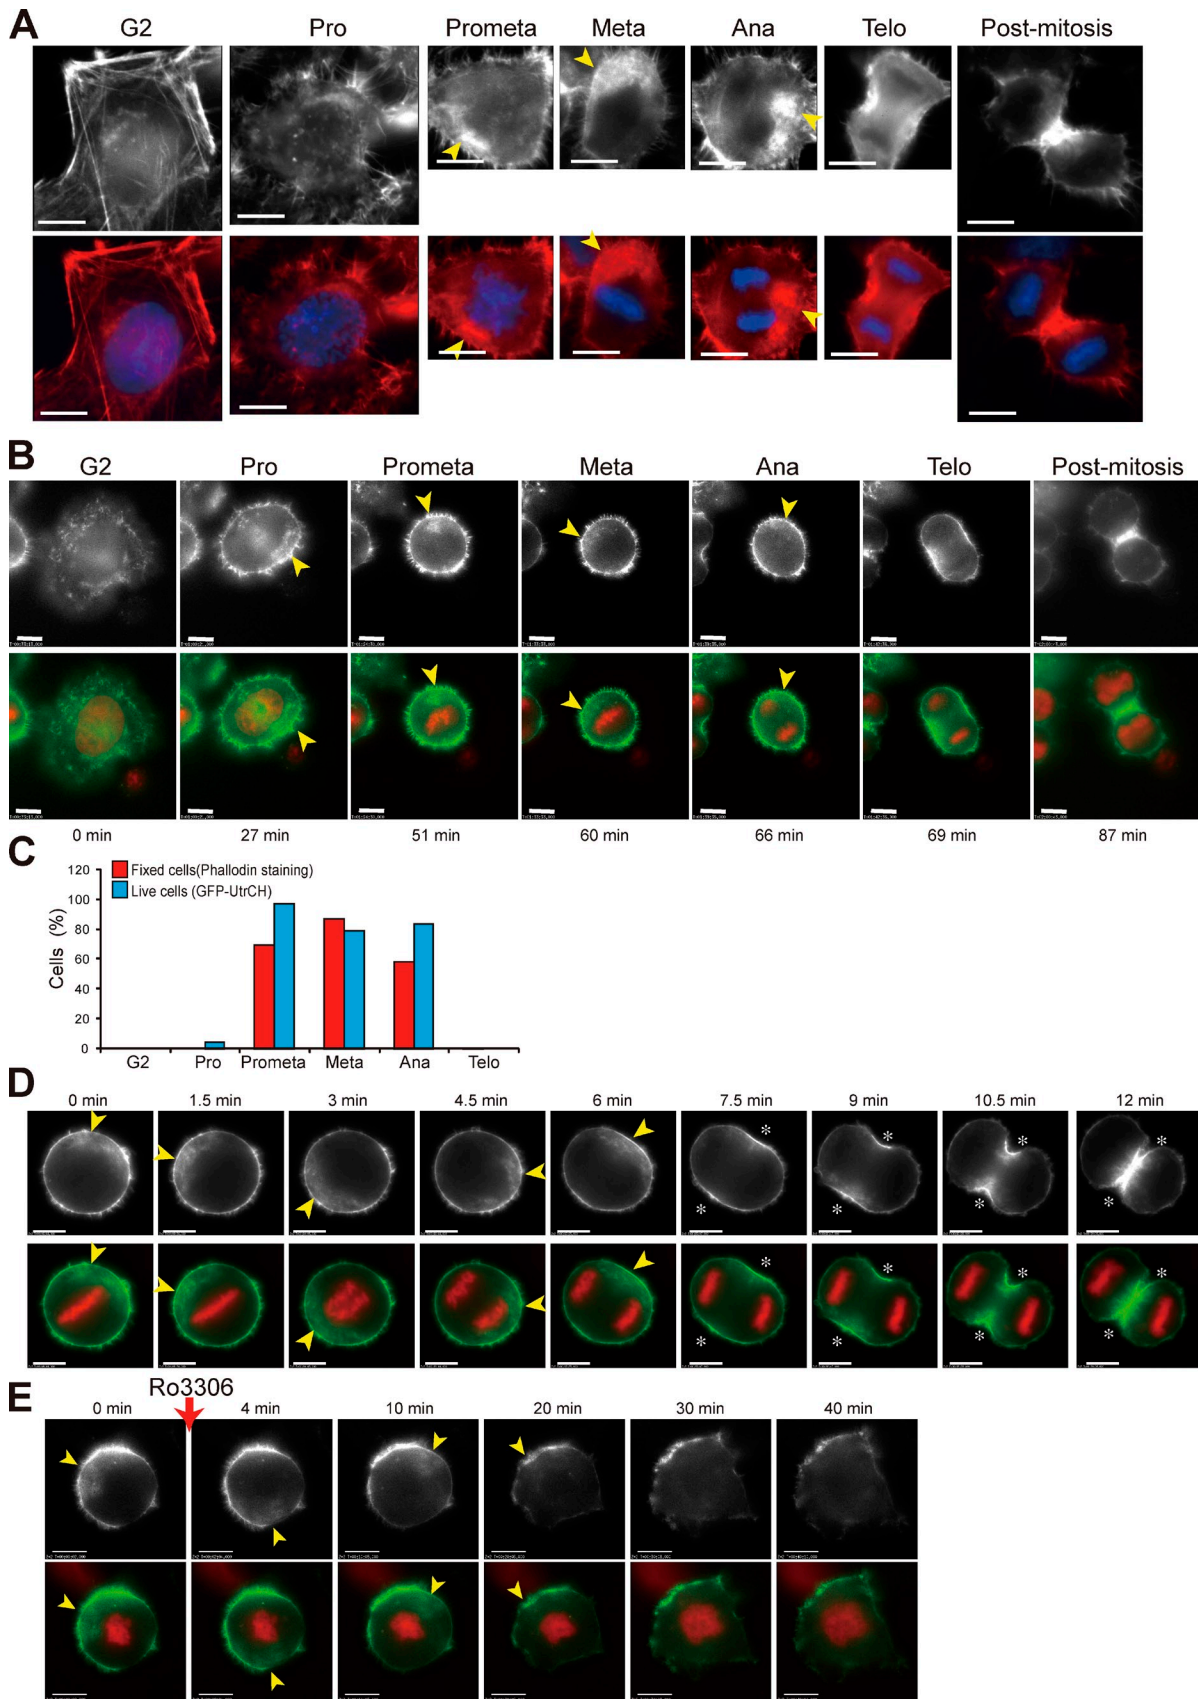 A
G2 Pro Prometa Meta Ana Telo Post-mitosis
B
G2 Pro Prometa Meta Ana Telo Post-mitosis
0 min 27 min 51 min 60 min 66 min 69 min 87 min
C
120
100
80
60
40
20
0
Cells (%)
Fixed cells(Phallodin staining)
Live cells (GFP-UtrCH)
G2 Pro Prometa Meta Ana Telo
D
0 min 1.5 min 3 min 4.5 min 6 min 7.5 min 9 min 10.5 min 12 min
* * * *
* * * *
* * * *
* * * *
E
Ro3306
0 min 4 min 10 min 20 min 30 min 40 min